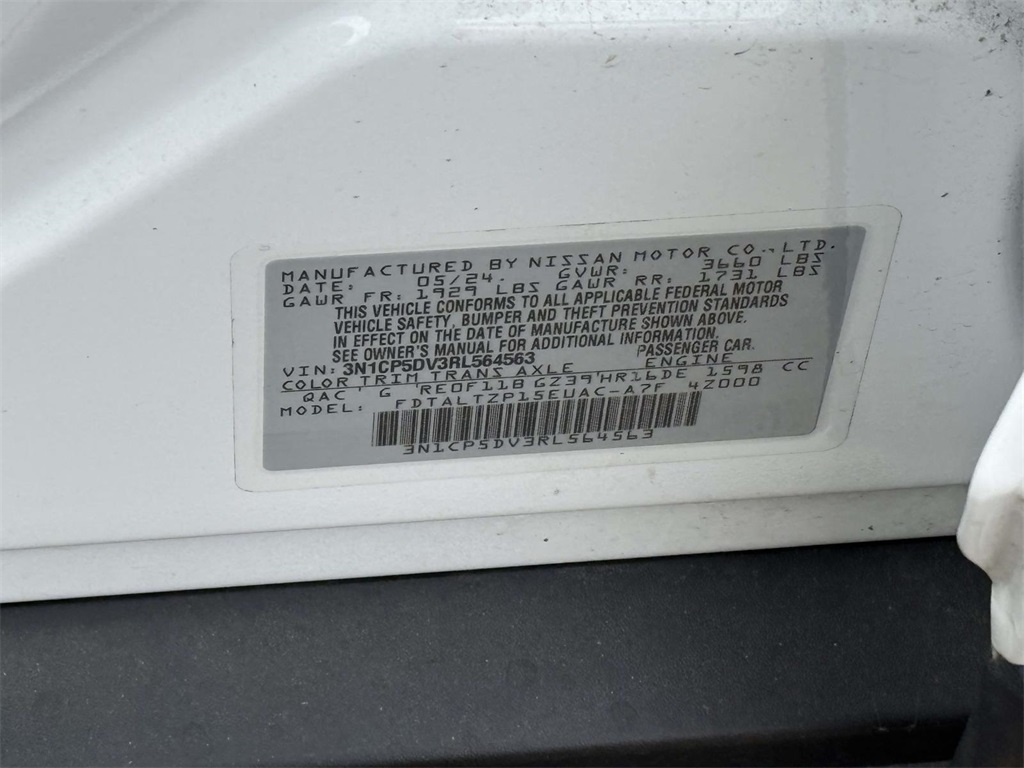 MANUFACTURED BY NISSAN MOTOR CO., LTD.
DATE: 05/24. GVWR: 3660 LBS
GAWR FR: 1929 LBS GAWR RR: 1731 LBS
THIS VEHICLE CONFORMS TO ALL APPLICABLE FEDERAL MOTOR
VEHICLE SAFETY, BUMPER AND THEFT PREVENTION STANDARDS
IN EFFECT ON THE DATE OF MANUFACTURE SHOWN ABOVE.
SEE OWNER'S MANUAL FOR ADDITIONAL INFORMATION.
VIN: 3N1CP5DV3RL564563 PASSENGER CAR.
COLOR TRIM TRANS AXLE ENGINE
QAC ' G 'RE0F11B GZ39'HR16DE 1598 CC
MODEL: FDTALTZP15EUAC-A7F 4Z000
3N1CP5DV3RL564563